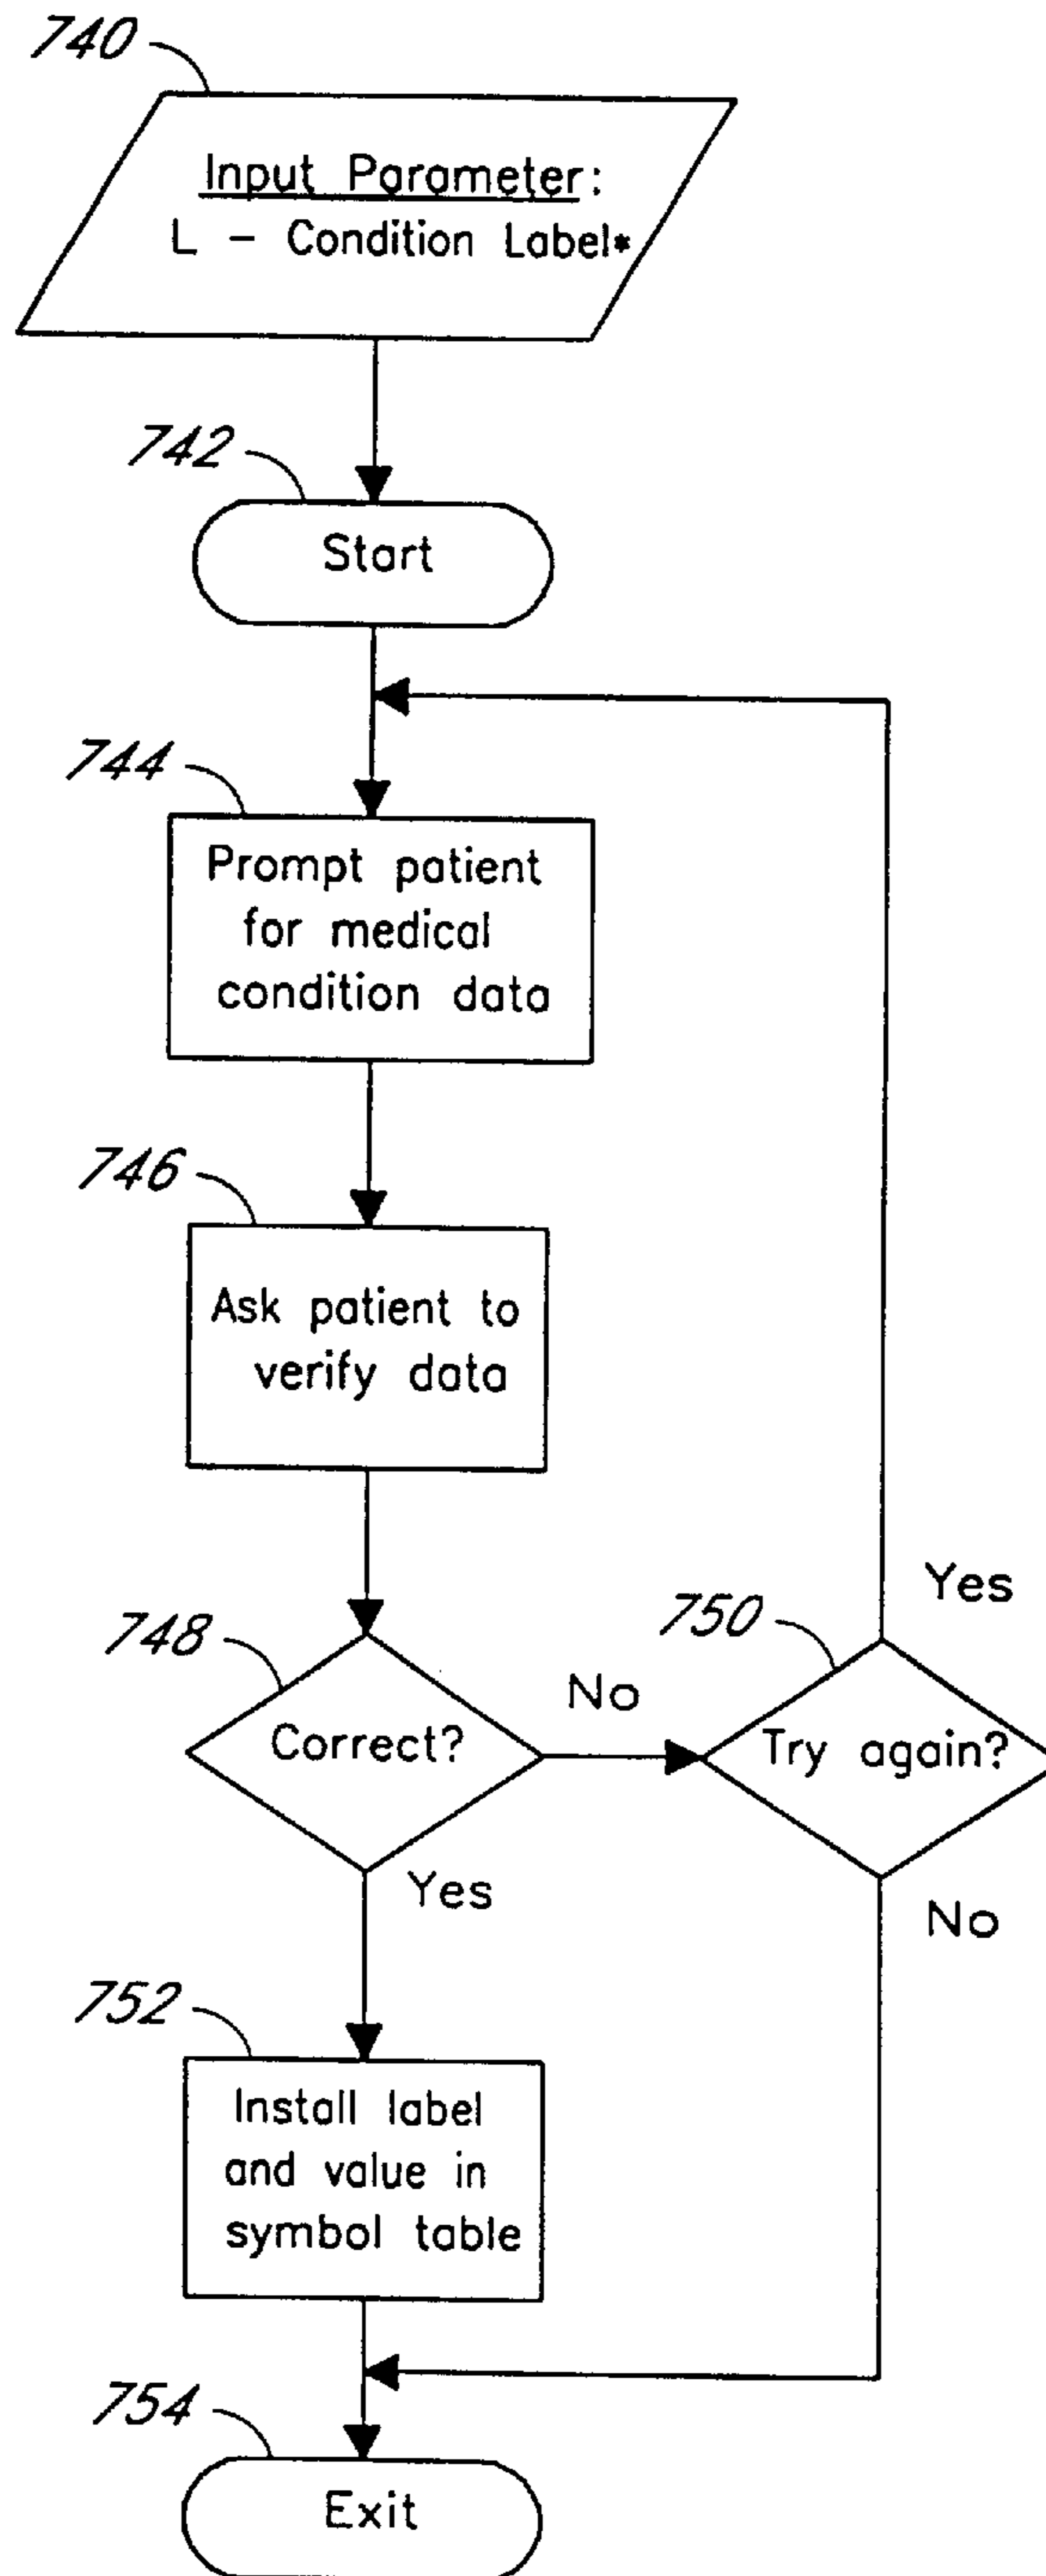 740
Input Parameter:
L - Condition Label*
742
Start
744
Prompt patient
for medical
condition data
746
Ask patient to
verify data
748
Correct?
No
750
Try again?
Yes
No
Yes
752
Install label
and value in
symbol table
754
Exit